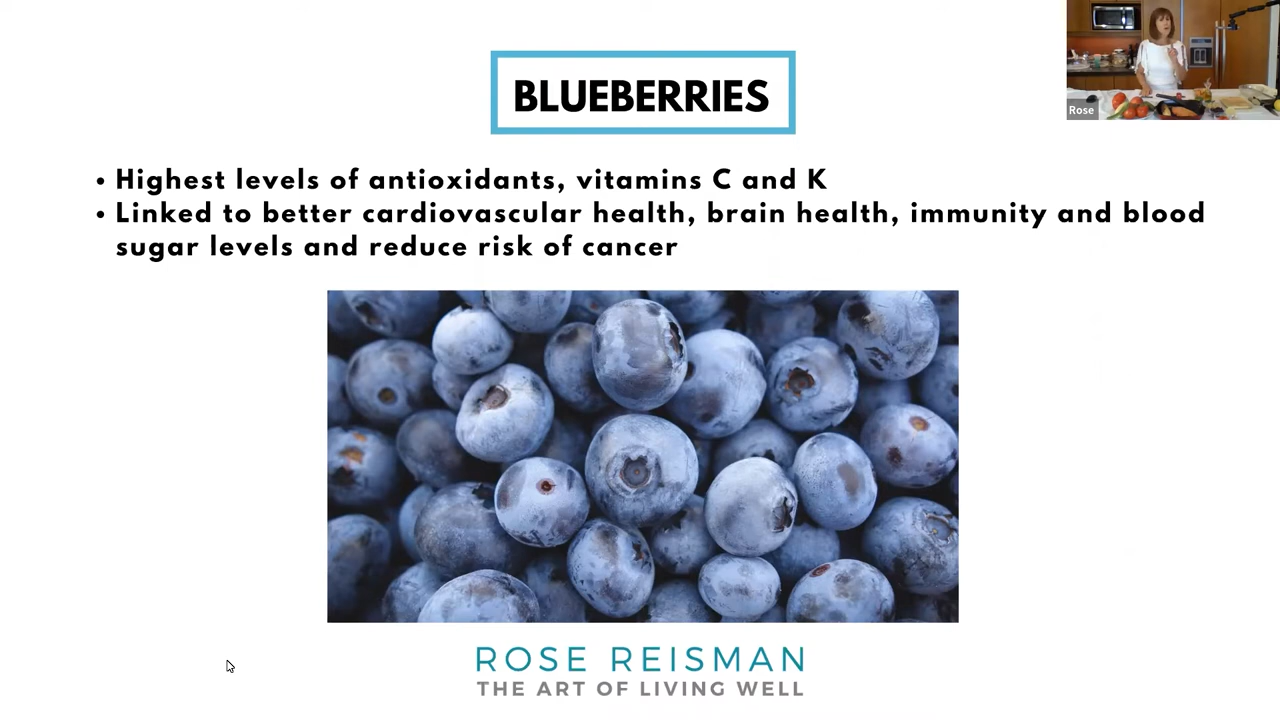 BLUEBERRIES
Rose
• Highest levels of antioxidants, vitamins C and K
• Linked to better cardiovascular health, brain health, immunity and blood
sugar levels and reduce risk of cancer
ROSE REISMAN
THE ART OF LIVING WELL